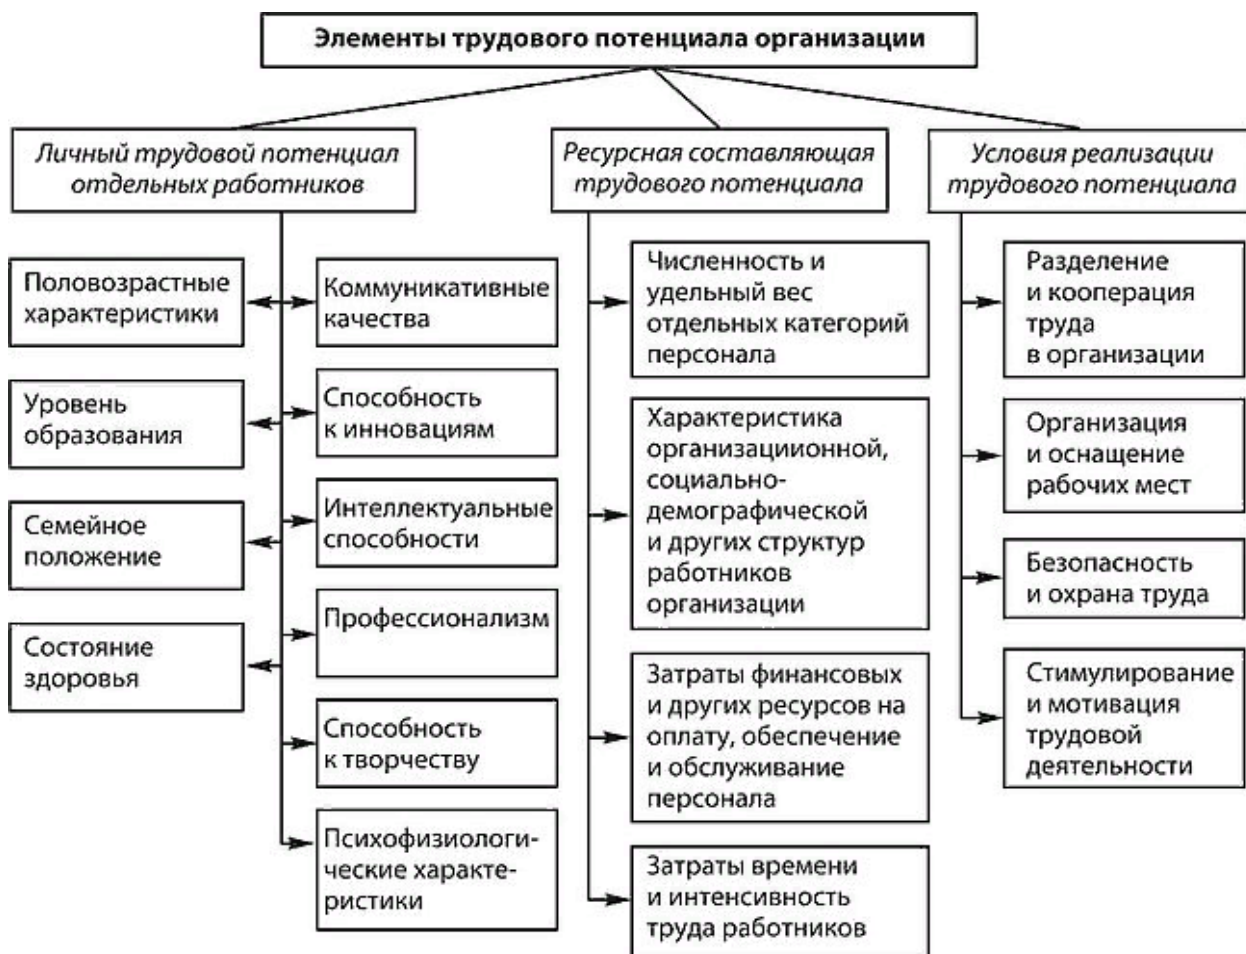 Элементы трудового потенциала организации
Личный трудовой потенциал
отдельных работников
Ресурсная составляющая
трудового потенциала
Условия реализации
трудового потенциала
Половозрастные
характеристики
Уровень
образования
Семейное
положение
Состояние
здоровья
Коммуникативные
качества
Способность
к инновациям
Интеллектуальные
способности
Профессионализм
Способность
к творчеству
Психофизиологи-
ческие характе-
ристики
Численность и
удельный вес
отдельных категорий
персонала
Характеристика
организациионной,
социально-
демографической
и других структур
работников
организации
Затраты финансовых
и других ресурсов на
оплату, обеспечение
и обслуживание
персонала
Затраты времени
и интенсивность
труда работников
Разделение
и кооперация
труда
в организации
Организация
и оснащение
рабочих мест
Безопасность
и охрана труда
Стимулирование
и мотивация
трудовой
деятельности